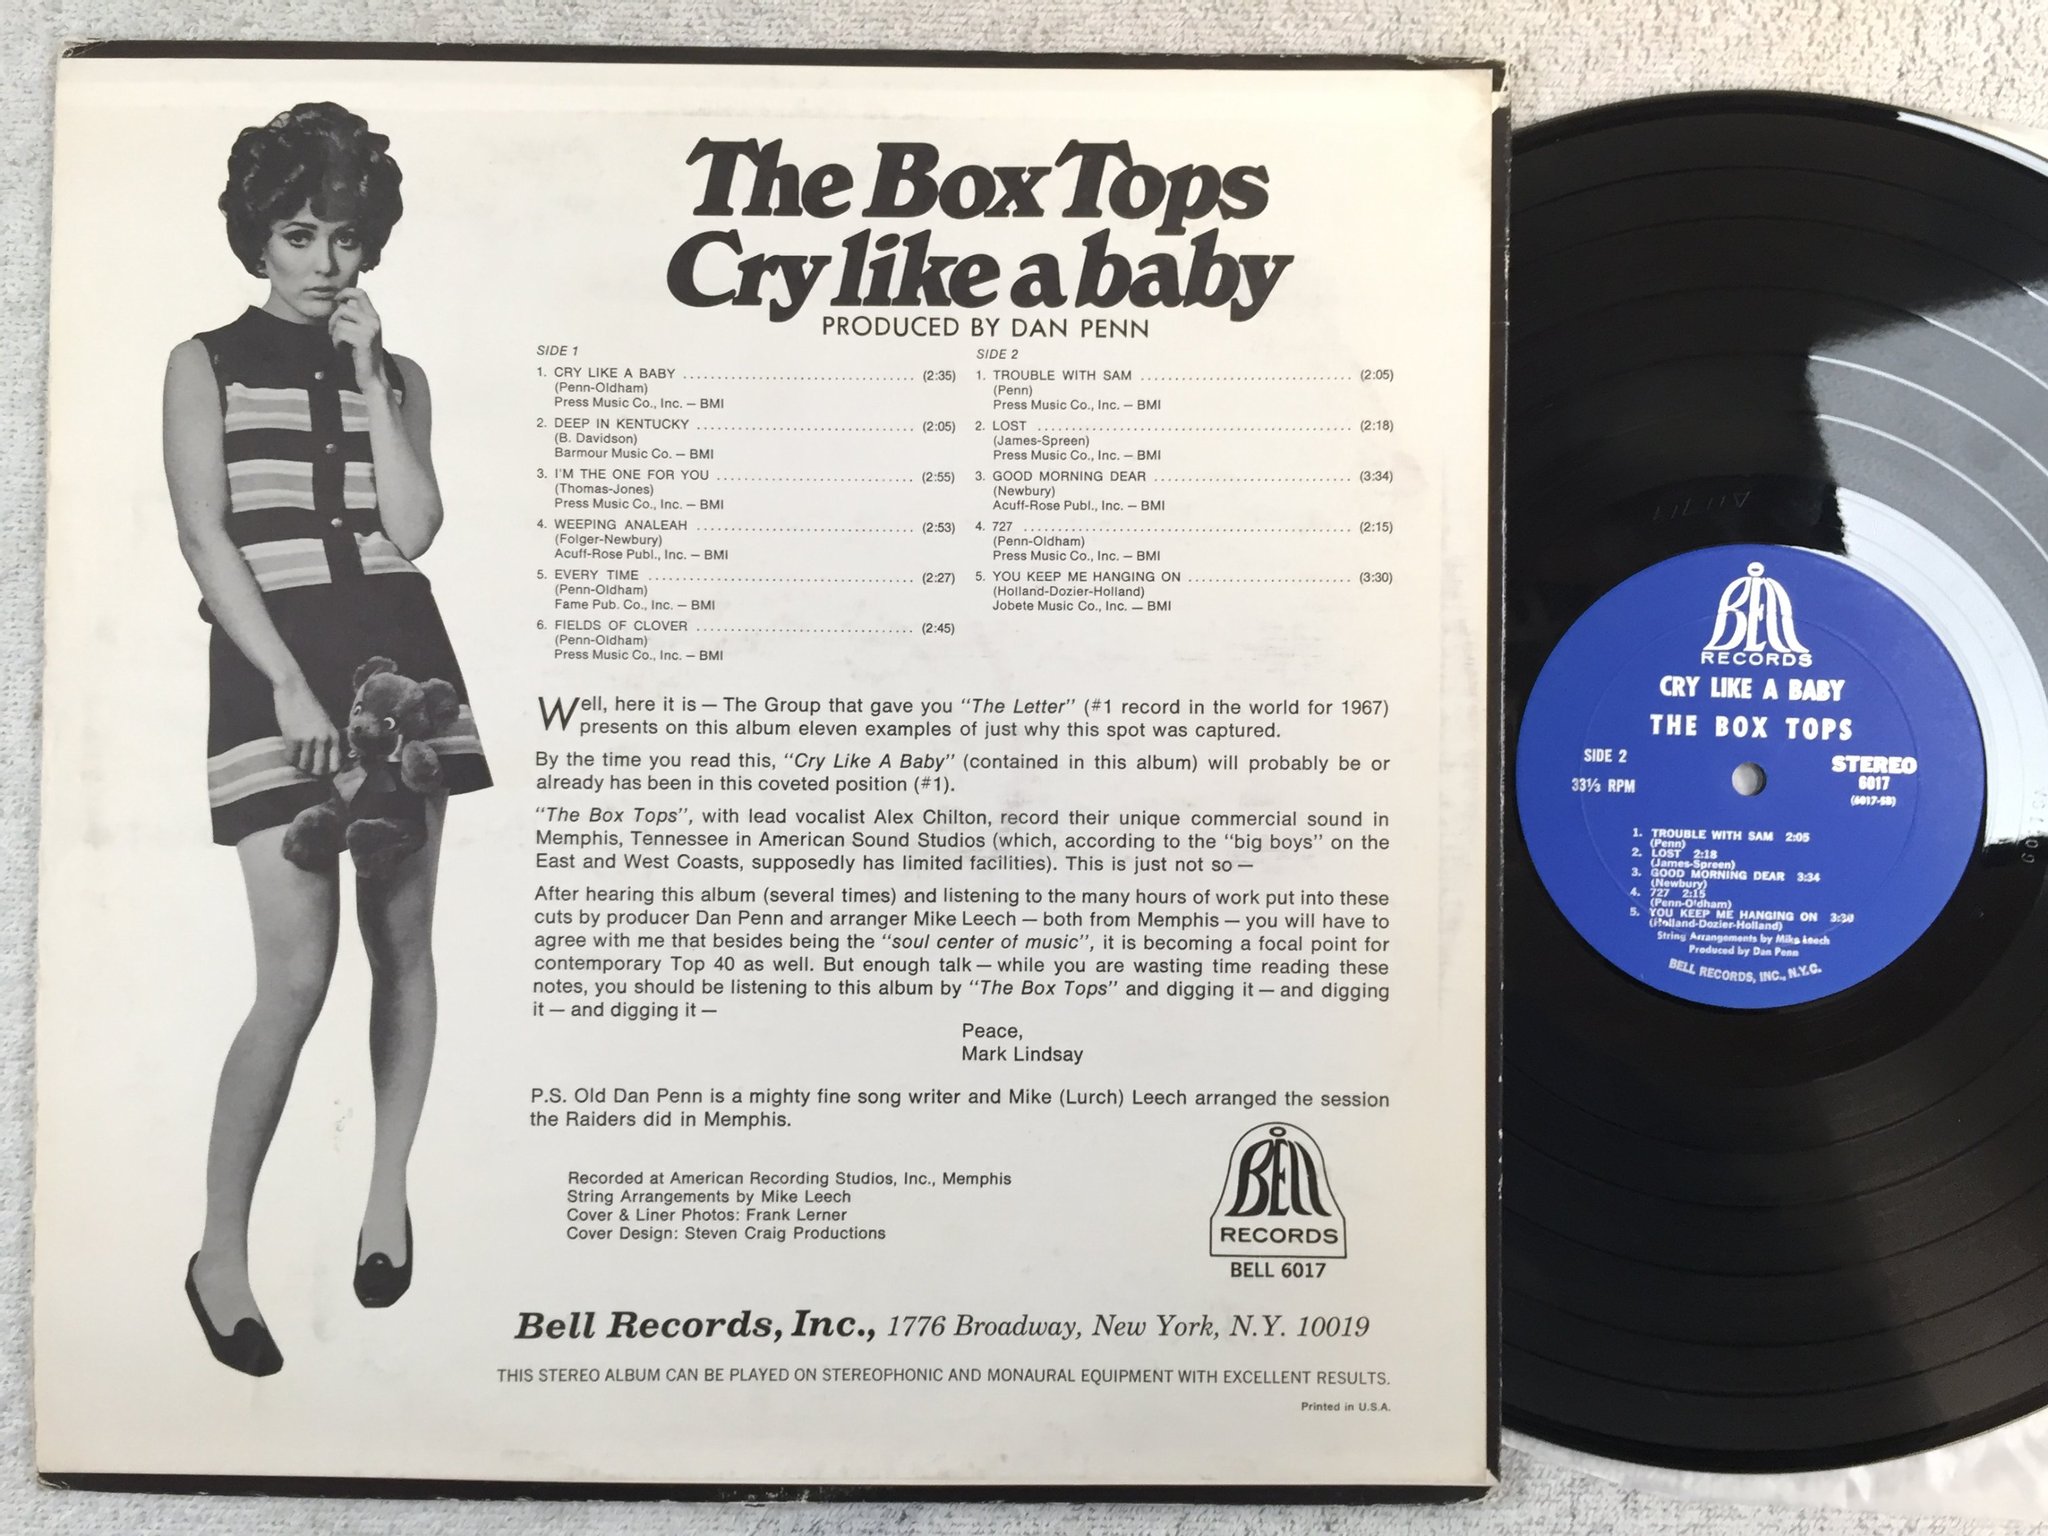 The Box Tops
Cry like a baby
PRODUCED BY DAN PENN
SIDE 1
1. CRY LIKE A BABY (2:35)
(Penn-Oldham)
Press Music Co., Inc. — BMI
2. DEEP IN KENTUCKY (2:05)
(B. Davidson)
Barmour Music Co. — BMI
3. I'M THE ONE FOR YOU (2:55)
(Thomas-Jones)
Press Music Co., Inc. — BMI
4. WEEPING ANALEAH (2:53)
(Folger-Newbury)
Acuff-Rose Publ., Inc. — BMI
5. EVERY TIME (2:27)
(Penn-Oldham)
Fame Pub. Co., Inc. — BMI
6. FIELDS OF CLOVER (2:45)
(Penn-Oldham)
Press Music Co., Inc. — BMI
SIDE 2
1. TROUBLE WITH SAM (2:05)
(Penn)
Press Music Co., Inc. — BMI
2. LOST (2:18)
(James-Spreen)
Press Music Co., Inc. — BMI
3. GOOD MORNING DEAR (3:34)
(Newbury)
Acuff-Rose Publ., Inc. — BMI
4. 727 (2:15)
(Penn-Oldham)
Press Music Co., Inc. — BMI
5. YOU KEEP ME HANGING ON (3:30)
(Holland-Dozier-Holland)
Jobete Music Co., Inc. — BMI
Well, here it is — The Group that gave you "The Letter" (#1 record in the world for 1967)
presents on this album eleven examples of just why this spot was captured.
By the time you read this, "Cry Like A Baby" (contained in this album) will probably be or
already has been in this coveted position (#1).
"The Box Tops", with lead vocalist Alex Chilton, record their unique commercial sound in
Memphis, Tennessee in American Sound Studios (which, according to the "big boys" on the
East and West Coasts, supposedly has limited facilities). This is just not so —
After hearing this album (several times) and listening to the many hours of work put into these
cuts by producer Dan Penn and arranger Mike Leech — both from Memphis — you will have to
agree with me that besides being the "soul center of music", it is becoming a focal point for
contemporary Top 40 as well. But enough talk — while you are wasting time reading these
notes, you should be listening to this album by "The Box Tops" and digging it — and digging
it — and digging it —
Peace,
Mark Lindsay
P.S. Old Dan Penn is a mighty fine song writer and Mike (Lurch) Leech arranged the session
the Raiders did in Memphis.
Recorded at American Recording Studios, Inc., Memphis
String Arrangements by Mike Leech
Cover & Liner Photos: Frank Lerner
Cover Design: Steven Craig Productions
BELL
RECORDS
BELL 6017
Bell Records, Inc., 1776 Broadway, New York, N.Y. 10019
THIS STEREO ALBUM CAN BE PLAYED ON STEREOPHONIC AND MONAURAL EQUIPMENT WITH EXCELLENT RESULTS.
Printed in U.S.A.
BELL
RECORDS
CRY LIKE A BABY
THE BOX TOPS
SIDE 2
33⅓ RPM
STEREO
6017
(6017-SB)
1. TROUBLE WITH SAM 2:05
(Penn)
2. LOST 2:18
(James-Spreen)
3. GOOD MORNING DEAR 3:34
(Newbury)
4. 727 2:15
(Penn-Oldham)
5. YOU KEEP ME HANGING ON 3:30
(Holland-Dozier-Holland)
String Arrangements by Mike Leech
Produced by Dan Penn
BELL RECORDS, INC., N.Y.C.